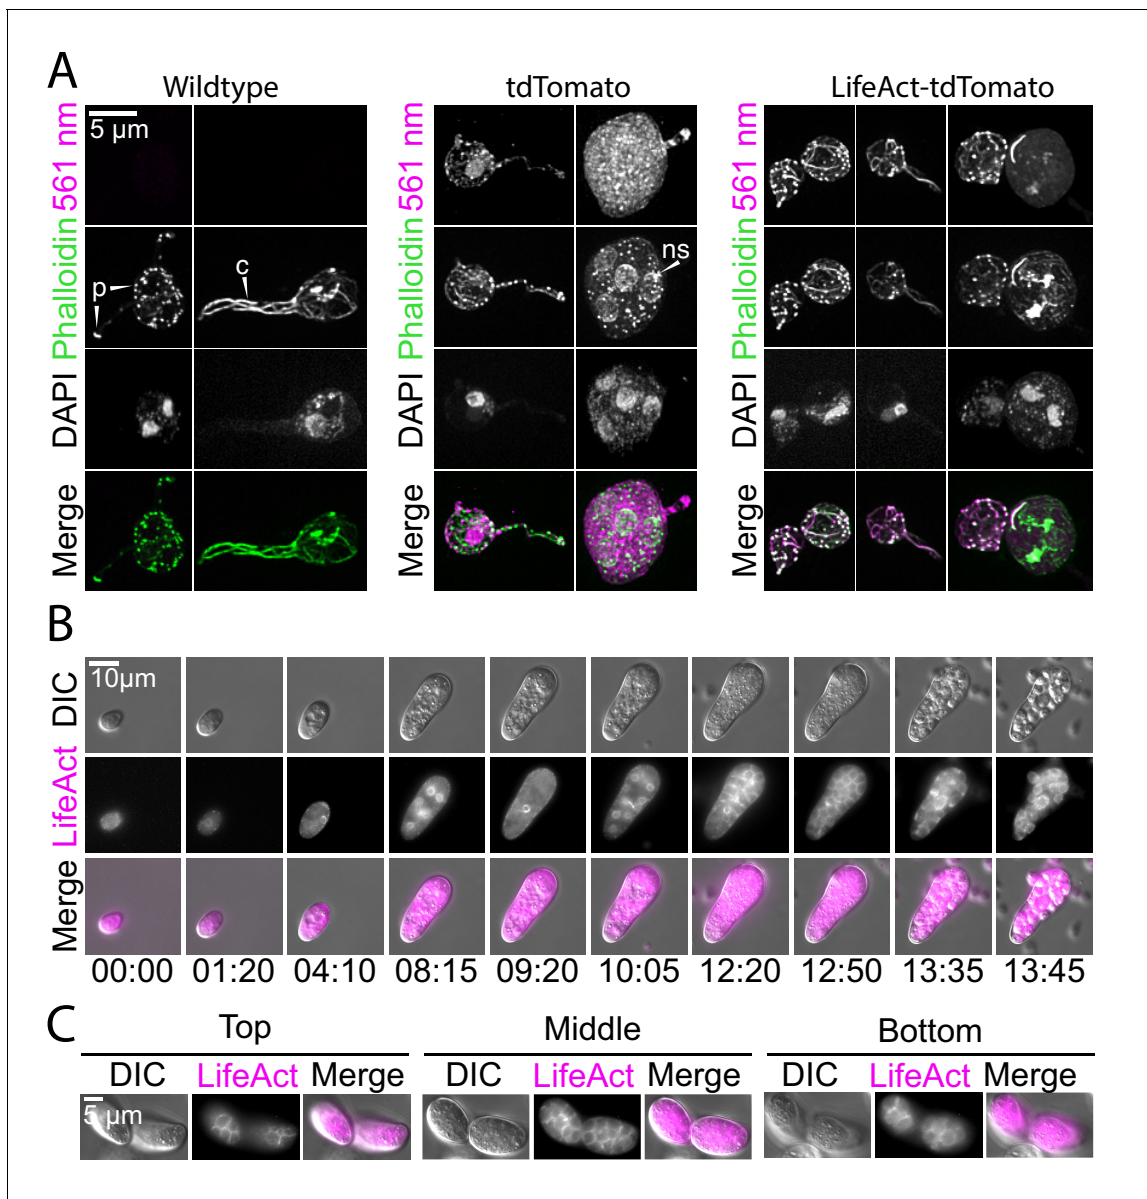 A
Wildtype
tdTomato
LifeAct-tdTomato
5 µm
561 nm
Phalloidin
DAPI
Merge
p
c
561 nm
Phalloidin
DAPI
Merge
ns
561 nm
Phalloidin
DAPI
Merge
B
10µm
DIC
LifeAct
Merge
00:00 01:20 04:10 08:15 09:20 10:05 12:20 12:50 13:35 13:45
C
Top Middle Bottom
DIC LifeAct Merge DIC LifeAct Merge DIC LifeAct Merge
5 µm